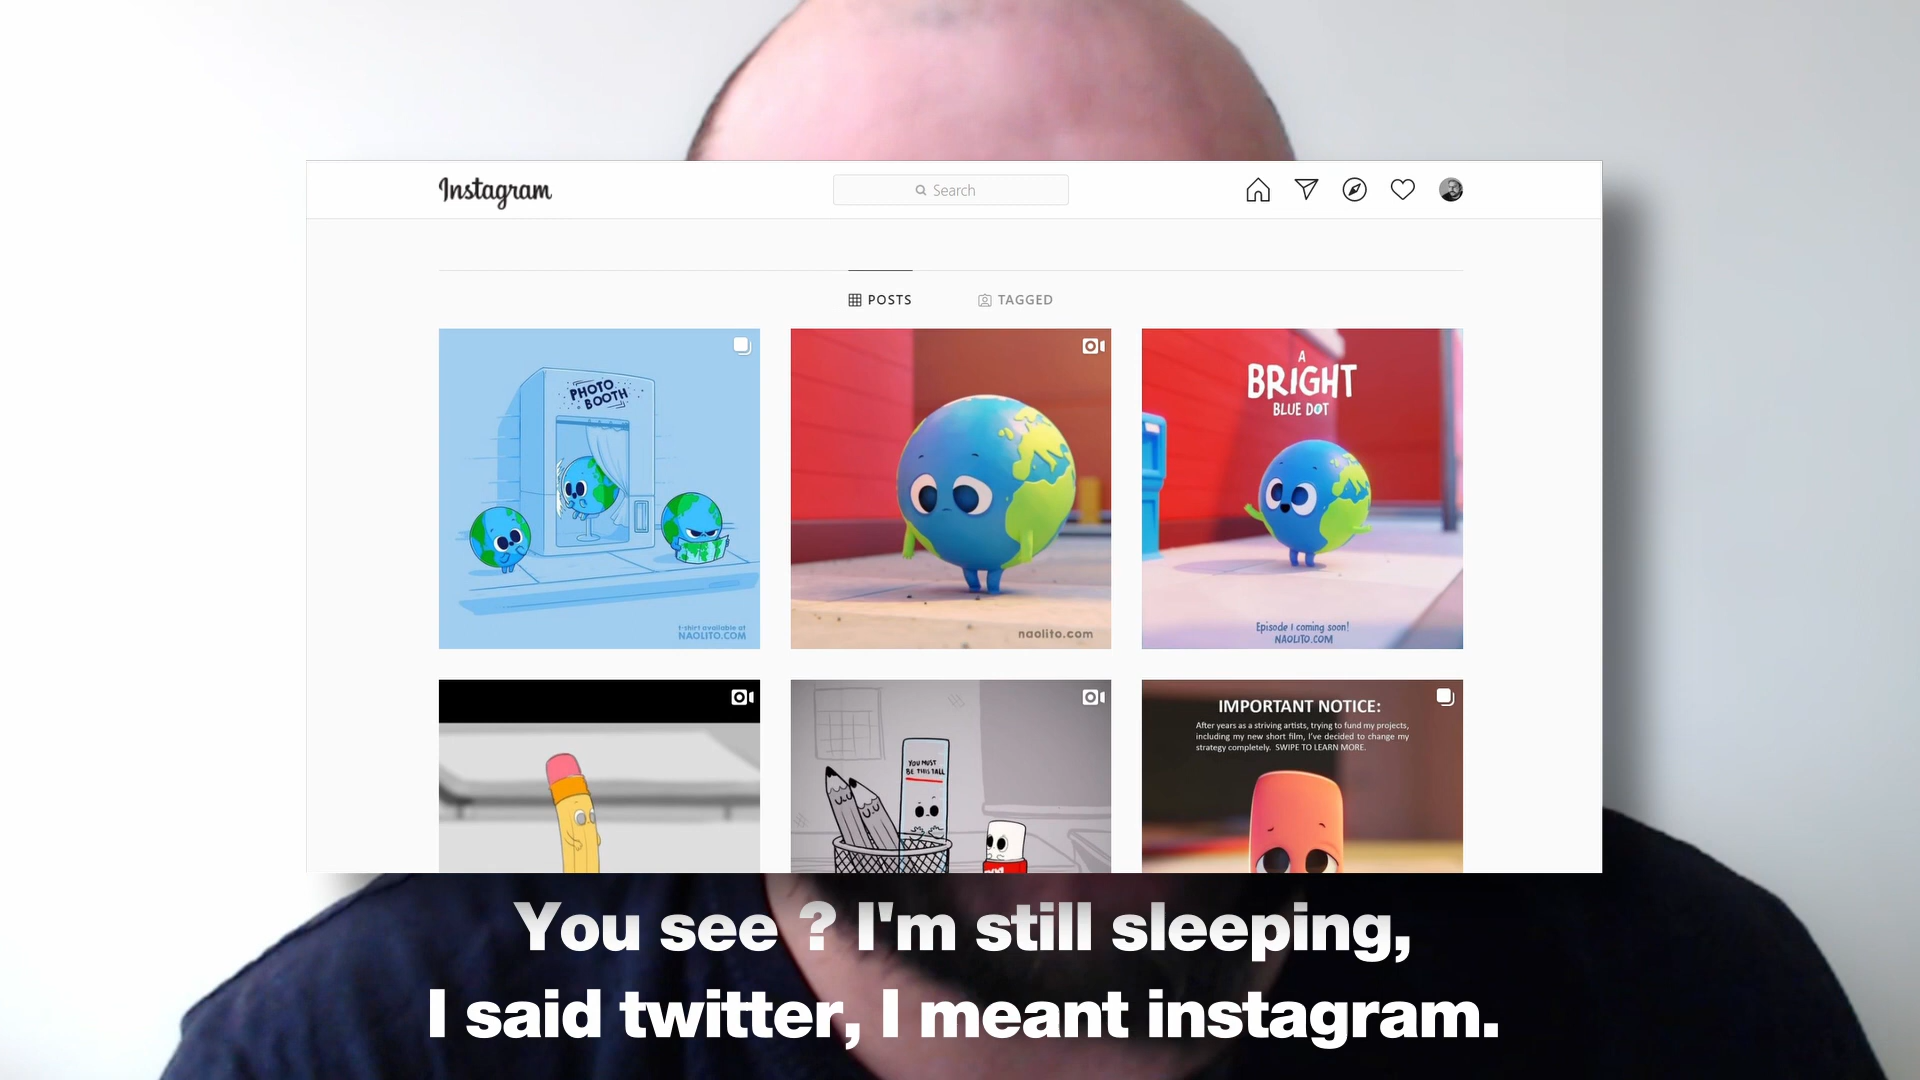 Instagram
Search
POSTS
TAGGED
PHOTO
BOOTH
t-shirt available at
NAOLITO.COM
naolito.com
A
BRIGHT
BLUE DOT
Episode 1 coming soon!
NAOLITO.COM
YOU MUST
BE THIS TALL
IMPORTANT NOTICE:
After years as a striving artists, trying to fund my projects,
including my new short film, I've decided to change my
strategy completely. SWIPE TO LEARN MORE.
You see ? I'm still sleeping,
I said twitter, I meant instagram.